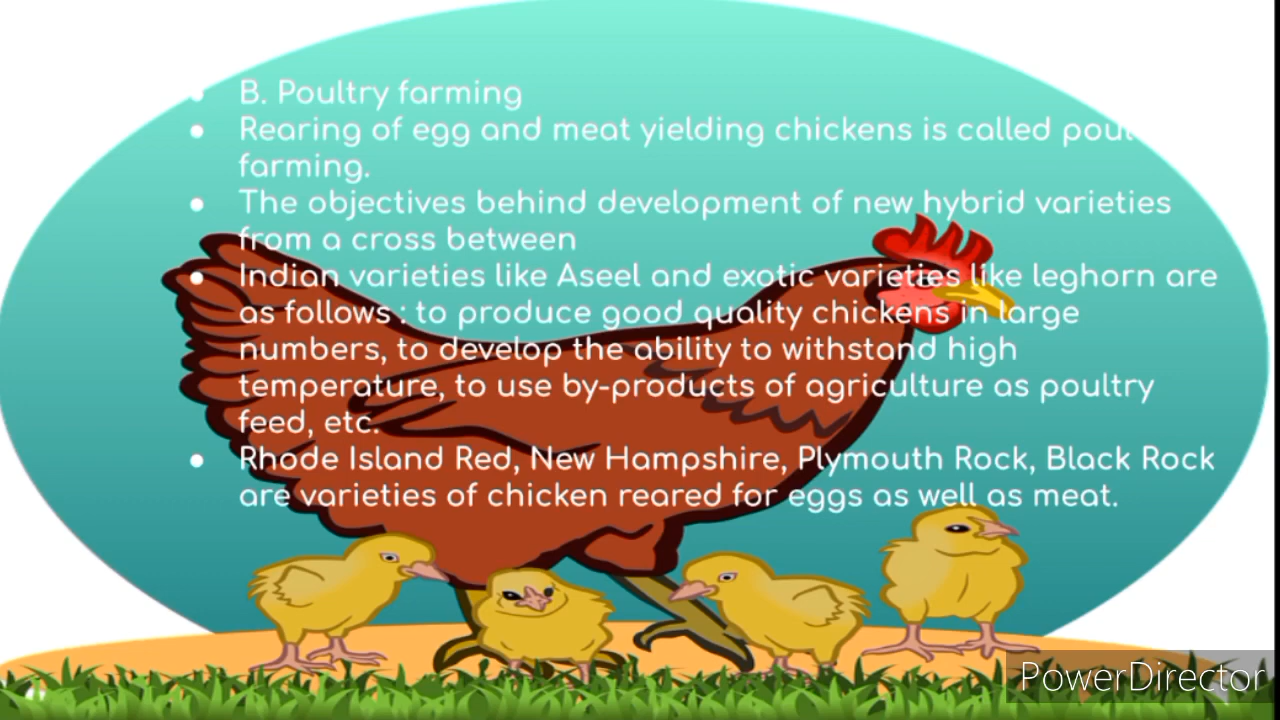 • B. Poultry farming
• Rearing of egg and meat yielding chickens is called poul
farming.
• The objectives behind development of new hybrid varieties
from a cross between
• Indian varieties like Aseel and exotic varieties like leghorn are
as follows : to produce good quality chickens in large
numbers, to develop the ability to withstand high
temperature, to use by-products of agriculture as poultry
feed, etc.
• Rhode Island Red, New Hampshire, Plymouth Rock, Black Rock
are varieties of chicken reared for eggs as well as meat.
PowerDirector